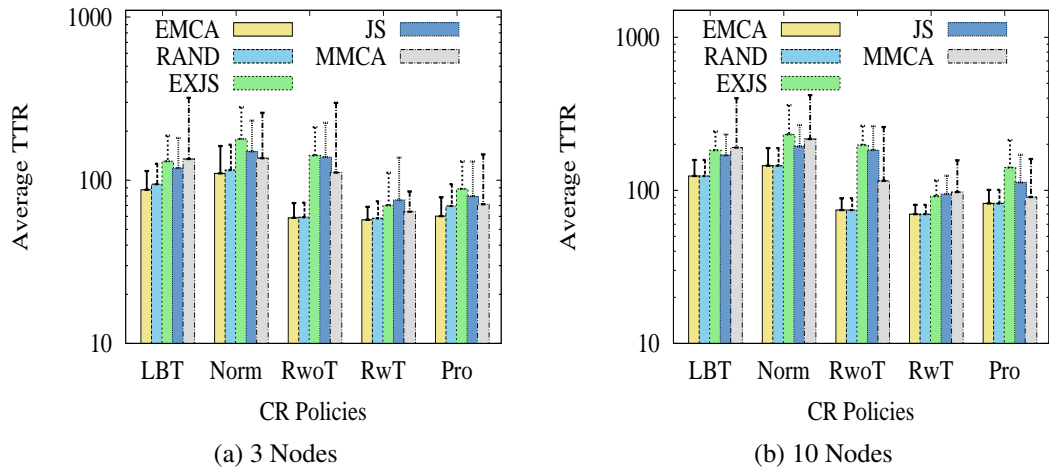 1000
100
10
Average TTR
EMCA
RAND
EXJS
JS
MMCA
LBT Norm RwoT RwT Pro
CR Policies
(a) 3 Nodes
1000
100
10
Average TTR
EMCA
RAND
EXJS
JS
MMCA
LBT Norm RwoT RwT Pro
CR Policies
(b) 10 Nodes